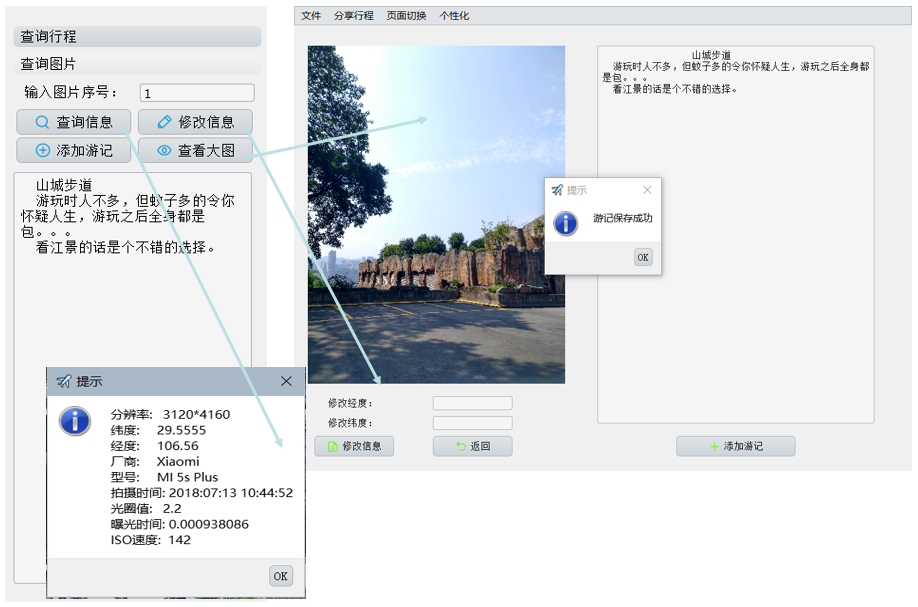 查询行程
查询图片
输入图片序号：
1
查询信息
修改信息
添加游记
查看大图
山城步道
游玩时人不多，但蚊子多的令你
怀疑人生，游玩之后全身都是
包。。。
看江景的话是个不错的选择。
提示
分辨率: 3120*4160
纬度: 29.5555
经度: 106.56
厂商: Xiaomi
型号: MI 5s Plus
拍摄时间: 2018:07:13 10:44:52
光圈值: 2.2
曝光时间: 0.000938086
ISO速度: 142
OK
文件 分享行程 页面切换 个性化
山城步道
游玩时人不多，但蚊子多的令你怀疑人生，游玩之后全身都
是包。。。
看江景的话是个不错的选择。
提示
游记保存成功
OK
修改经度：
修改纬度：
修改信息
返回
添加游记